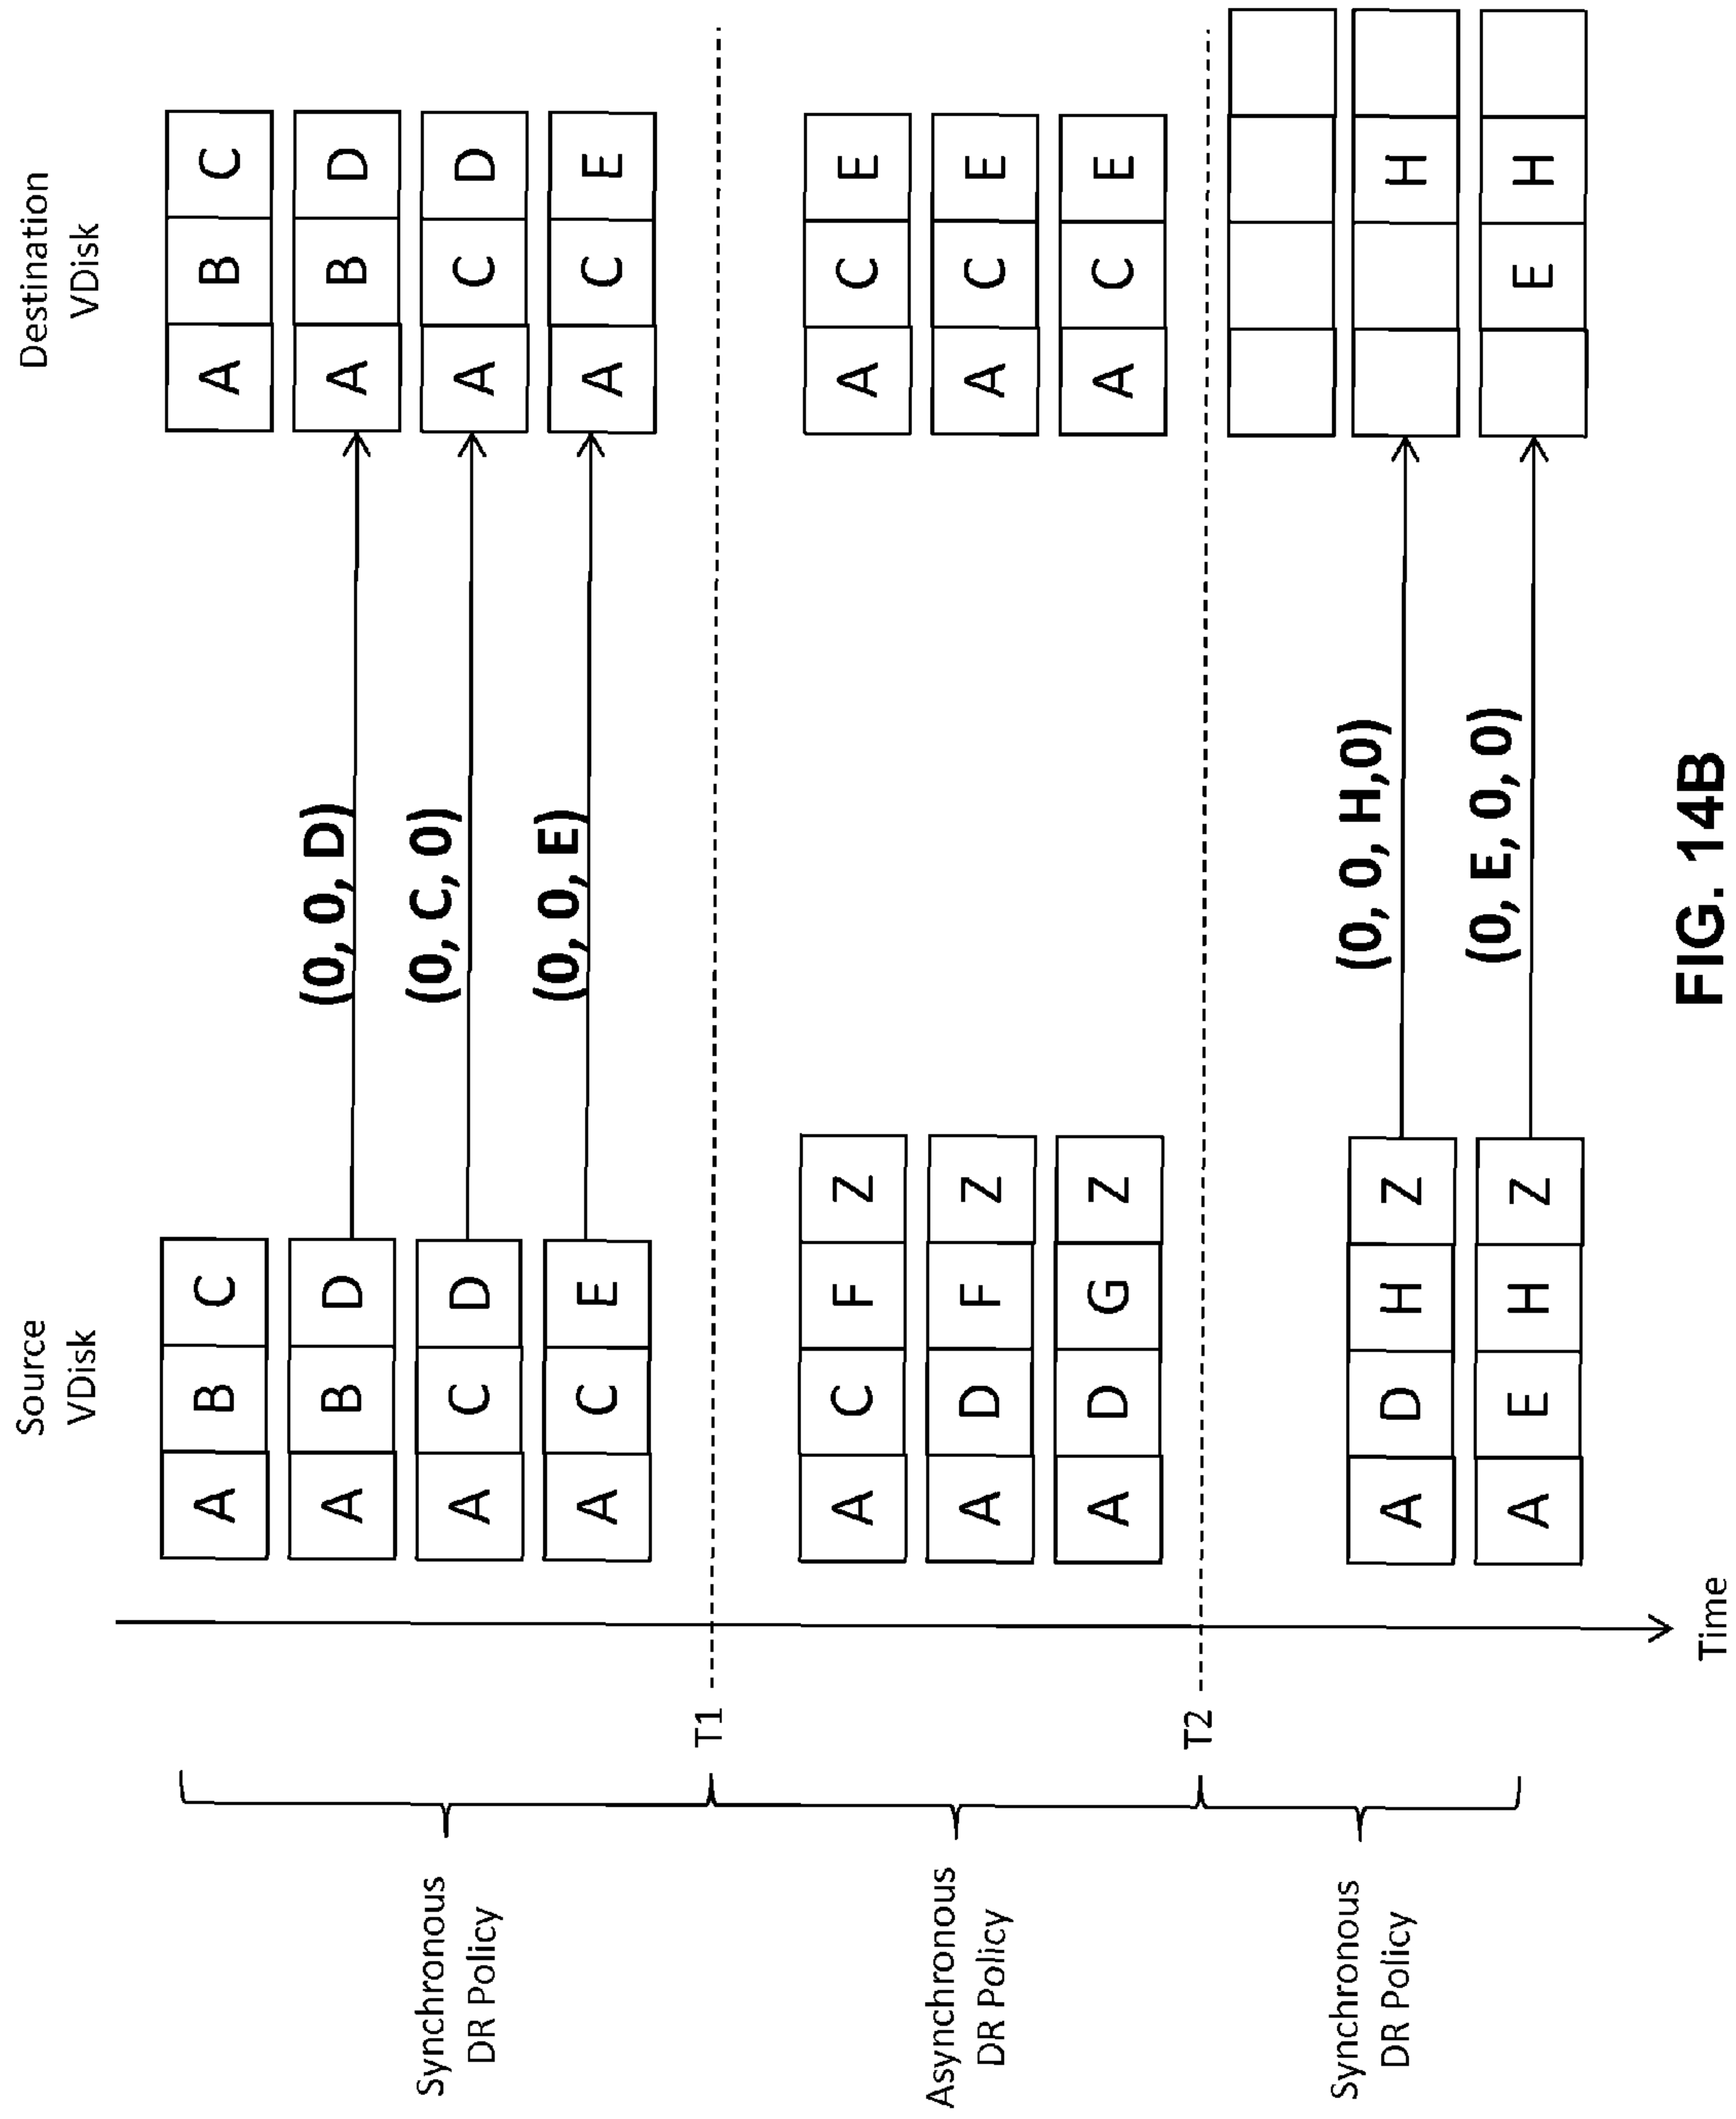 Source
VDisk
Destination
VDisk
Synchronous
DR Policy
A B C
A B C
A B D
(0, 0, D)
A B D
A C D
(0, C, 0)
A C D
A C E
(0, 0, E)
A C E
T1
Asynchronous
DR Policy
A C F Z
A C E
A D F Z
A C E
A D G Z
A C E
T2
Synchronous
DR Policy
A D H Z
(0, 0, H,0)
H
A E H Z
(0, E, 0, 0)
E H
Time
FIG. 14B